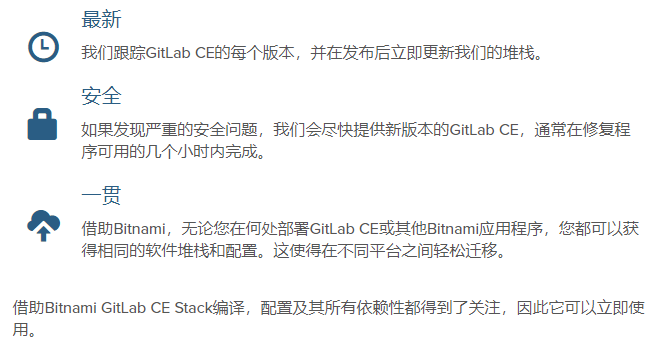 最新
我们跟踪GitLab CE的每个版本，并在发布后立即更新我们的堆栈。
安全
如果发现严重的安全问题，我们会尽快提供新版本的GitLab CE，通常在修复程
序可用的几个小时内完成。
一贯
借助Bitnami，无论您在何处部署GitLab CE或其他Bitnami应用程序，您都可以获
得相同的软件堆栈和配置。这使得在不同平台之间轻松迁移。
借助Bitnami GitLab CE Stack编译，配置及其所有依赖性都得到了关注，因此它可以立即使
用。